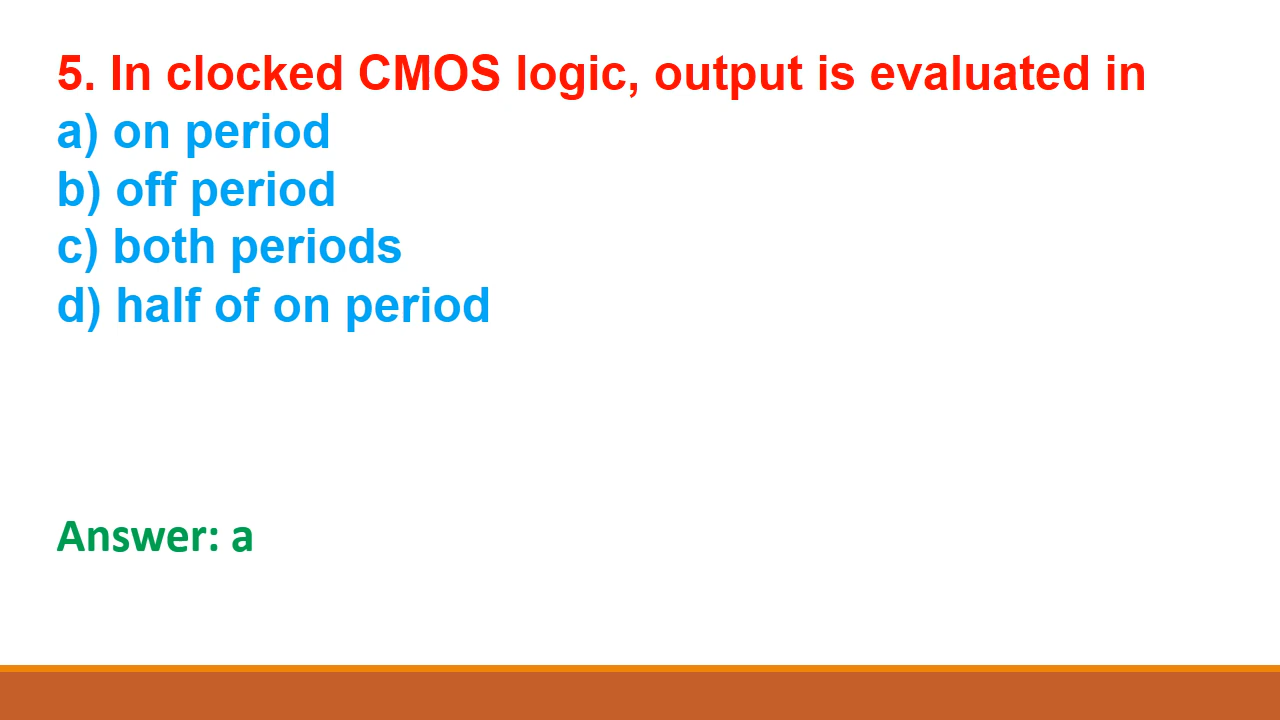 5. In clocked CMOS logic, output is evaluated in
a) on period
b) off period
c) both periods
d) half of on period
Answer: a